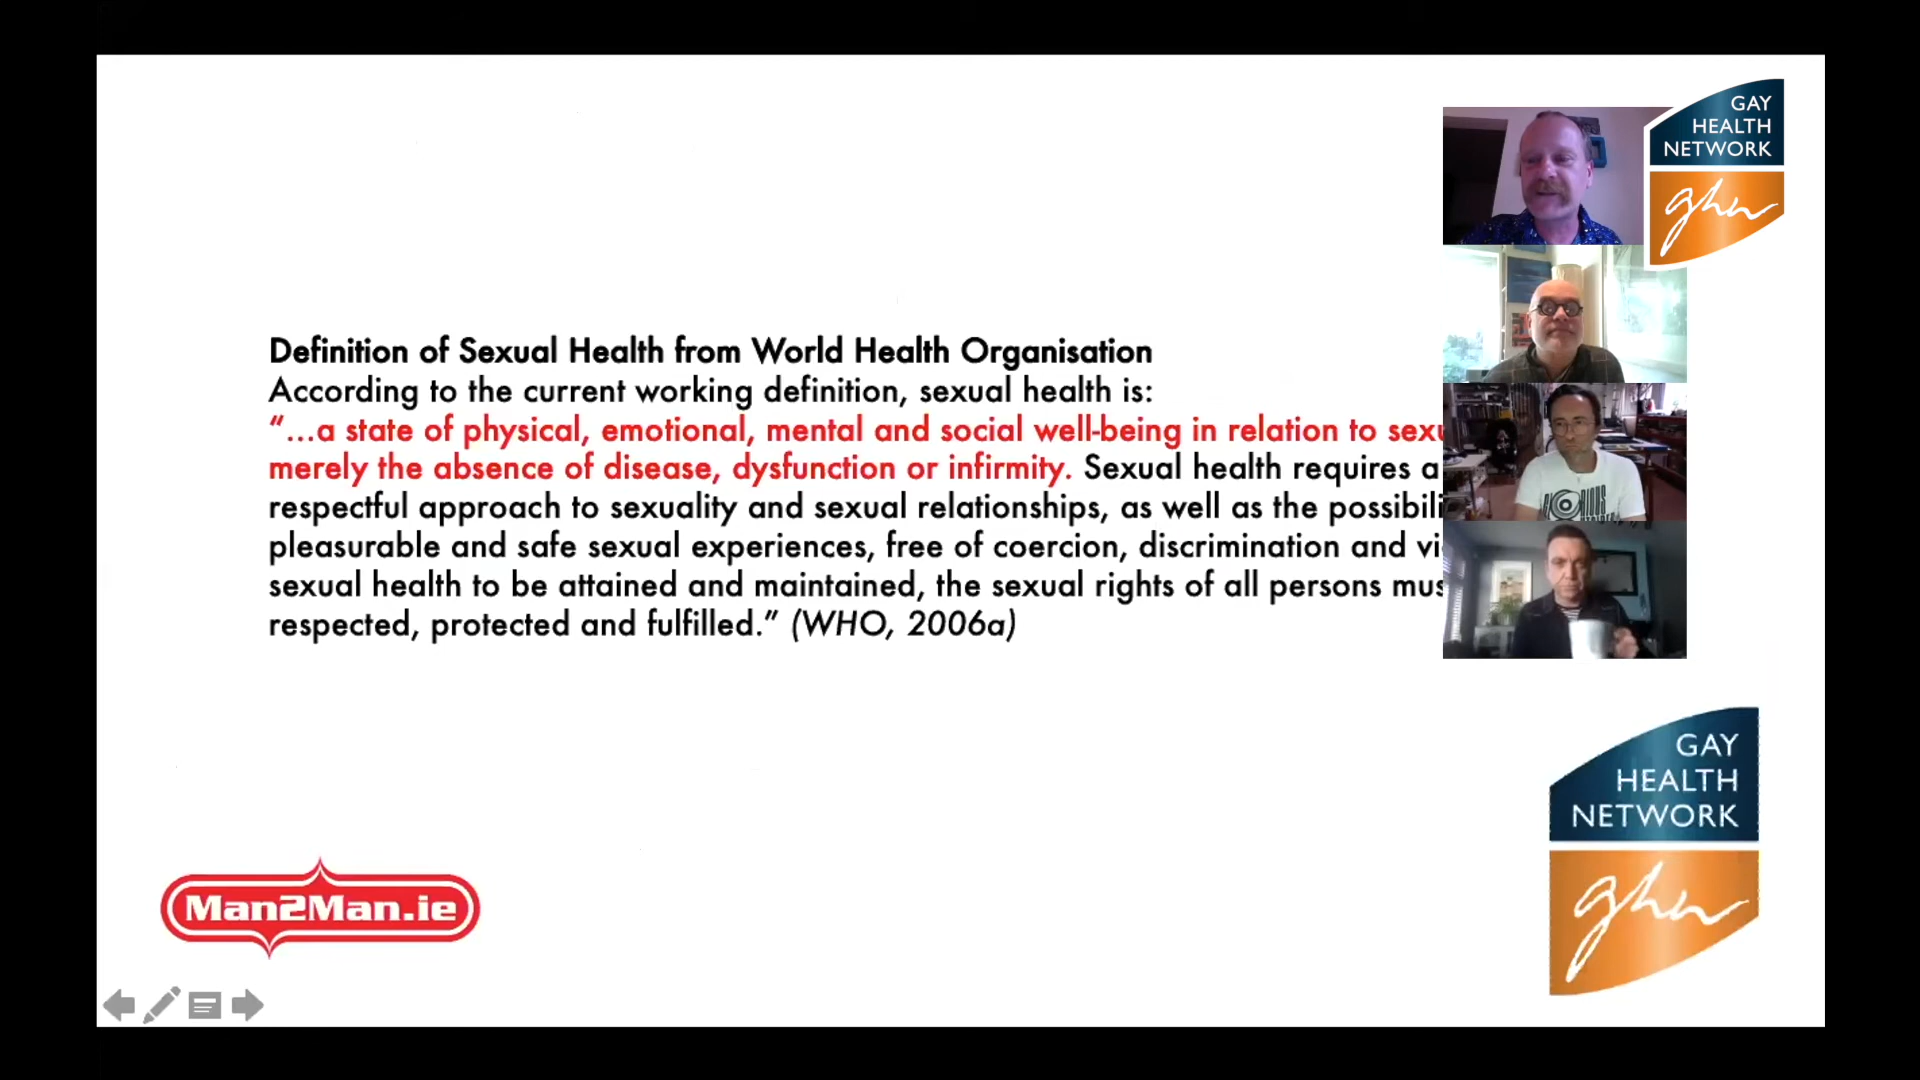 GAY
HEALTH
NETWORK
ghn
Definition of Sexual Health from World Health Organisation
According to the current working definition, sexual health is:
“...a state of physical, emotional, mental and social well-being in relation to
merely the absence of disease, dysfunction or infirmity. Sexual health requires a
respectful approach to sexuality and sexual relationships, as well as the
pleasurable and safe sexual experiences, free of coercion, discrimination and
sexual health to be attained and maintained, the sexual rights of all persons
respected, protected and fulfilled.” (WHO, 2006a)
GAY
HEALTH
NETWORK
ghn
Man2Man.ie